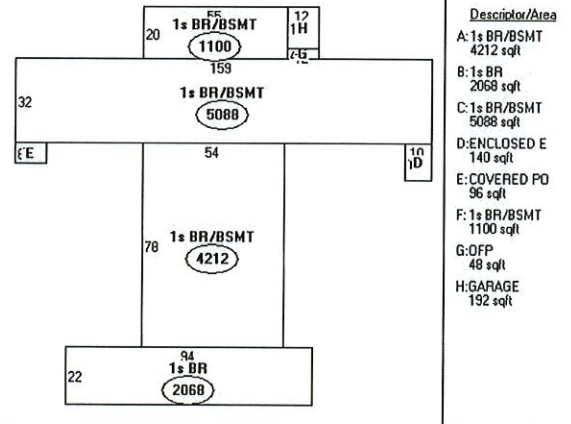 55
12
1s BR/BSMT
1H
20
1100
159
1s BR/BSMT
32
5088
E
54
10
D
78
1s BR/BSMT
4212
94
1s BR
22
2068
Descriptor/Area
A:1s BR/BSMT
4212 sqft
B:1s BR
2068 sqft
C:1s BR/BSMT
5088 sqft
D:ENCLOSED E
140 sqft
E:COVERED PO
96 sqft
F:1s BR/BSMT
1100 sqft
G:OFP
48 sqft
H:GARAGE
192 sqft